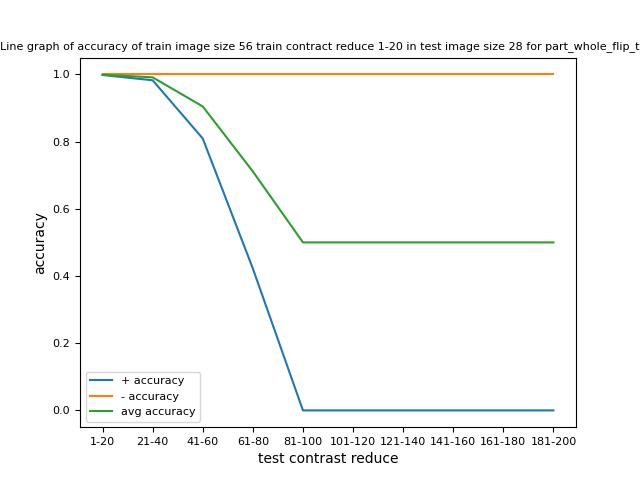 Line graph of accuracy of train image size 56 train contract reduce 1-20 in test image size 28 for part_whole_flip_t
1.0
0.8
0.6
0.4
0.2
0.0
accuracy
+ accuracy
- accuracy
avg accuracy
1-20 21-40 41-60 61-80 81-100 101-120 121-140 141-160 161-180 181-200
test contrast reduce